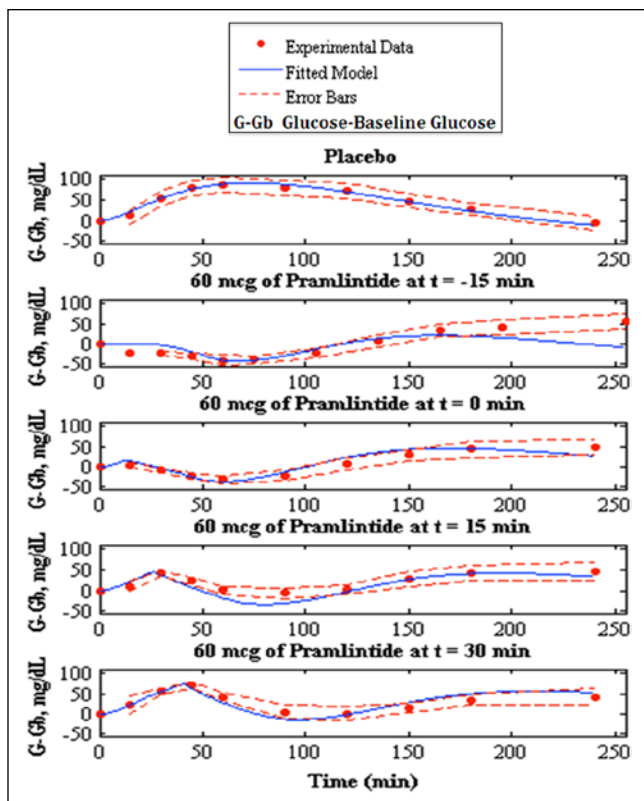 Experimental Data
Fitted Model
Error Bars
G-Gb Glucose-Baseline Glucose
Placebo
G-Gb, mg/dL
100
50
0
-50
0 50 100 150 200 250
60 mcg of Pramlintide at t = -15 min
G-Gb, mg/dL
100
50
0
-50
0 50 100 150 200 250
60 mcg of Pramlintide at t = 0 min
G-Gb, mg/dL
100
50
0
-50
0 50 100 150 200 250
60 mcg of Pramlintide at t = 15 min
G-Gb, mg/dL
100
50
0
-50
0 50 100 150 200 250
60 mcg of Pramlintide at t = 30 min
G-Gb, mg/dL
100
50
0
-50
0 50 100 150 200 250
Time (min)